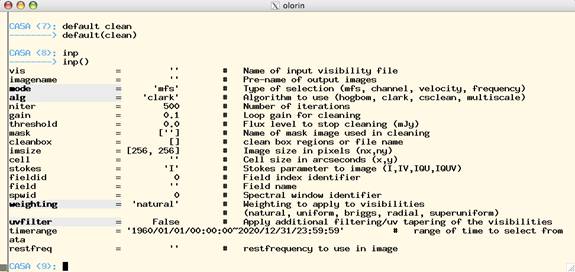 olorin
CASA <7>: default clean
--------> default(clean)
CASA <8>: inp
--------> inp()
vis = '' # Name of input visibility file
imagename = '' # Pre-name of output images
mode = 'mfs' # Type of selection (mfs, channel, velocity, frequency)
alg = 'clark' # Algorithm to use (hogbom, clark, csclean, multiscale)
niter = 500 # Number of iterations
gain = 0.1 # Loop gain for cleaning
threshold = 0.0 # Flux level to stop cleaning (mJy)
mask = [''] # Name of mask image used in cleaning
cleanbox = [] # clean box regions or file name
imsize = [256, 256] # Image size in pixels (nx,ny)
cell = '' # Cell size in arcseconds (x,y)
stokes = 'I' # Stokes parameter to image (I,IV,IQU,IQUV)
fieldid = 0 # Field index identifier
field = '' # Field name
spwid = 0 # Spectral window identifier
weighting = 'natural' # Weighting to apply to visibilities
# (natural, uniform, briggs, radial, superuniform)
uvfilter = False # Apply additional filtering/uv tapering of the visibilities
timerange = '1960/01/01/00:00:00~2020/12/31/23:59:59' # range of time to select from
ata
restfreq = '' # restfrequency to use in image
CASA <9>: